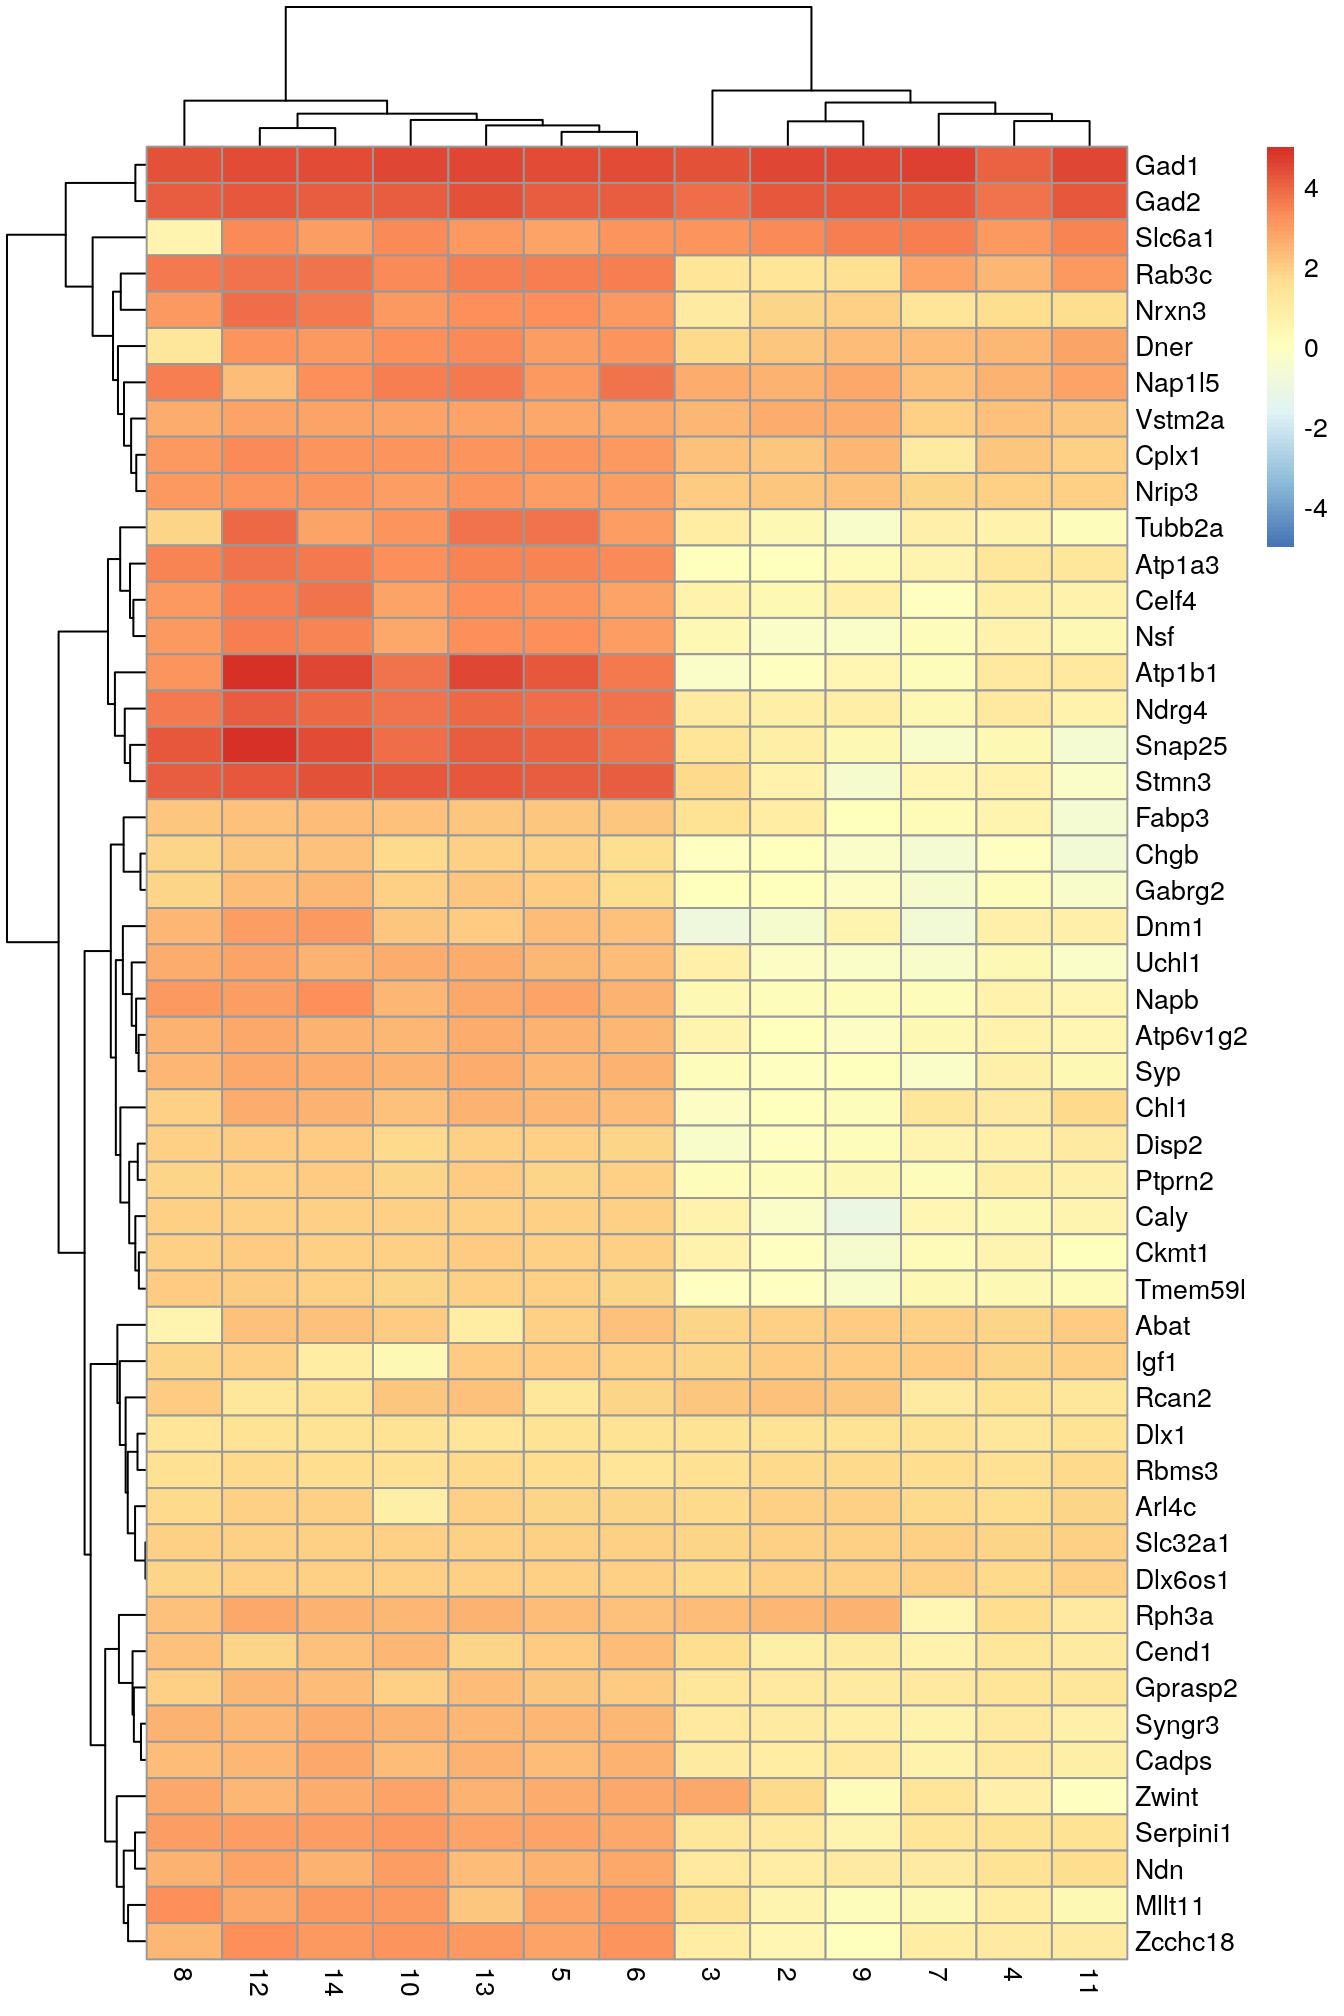 Gad1
Gad2
Slc6a1
Rab3c
Nrxn3
Dner
Nap1l5
Vstm2a
Cplx1
Nrip3
Tubb2a
Atp1a3
Celf4
Nsf
Atp1b1
Ndrg4
Snap25
Stmn3
Fabp3
Chgb
Gabrg2
Dnm1
Uchl1
Napb
Atp6v1g2
Syp
Chl1
Disp2
Ptprn2
Caly
Ckmt1
Tmem59l
Abat
Igf1
Rcan2
Dlx1
Rbms3
Arl4c
Slc32a1
Dlx6os1
Rph3a
Cend1
Gprasp2
Syngr3
Cadps
Zwint
Serpini1
Ndn
Mllt11
Zcchc18
8 12 14 10 13 5 6 3 2 9 7 4 11
4
2
0
-2
-4